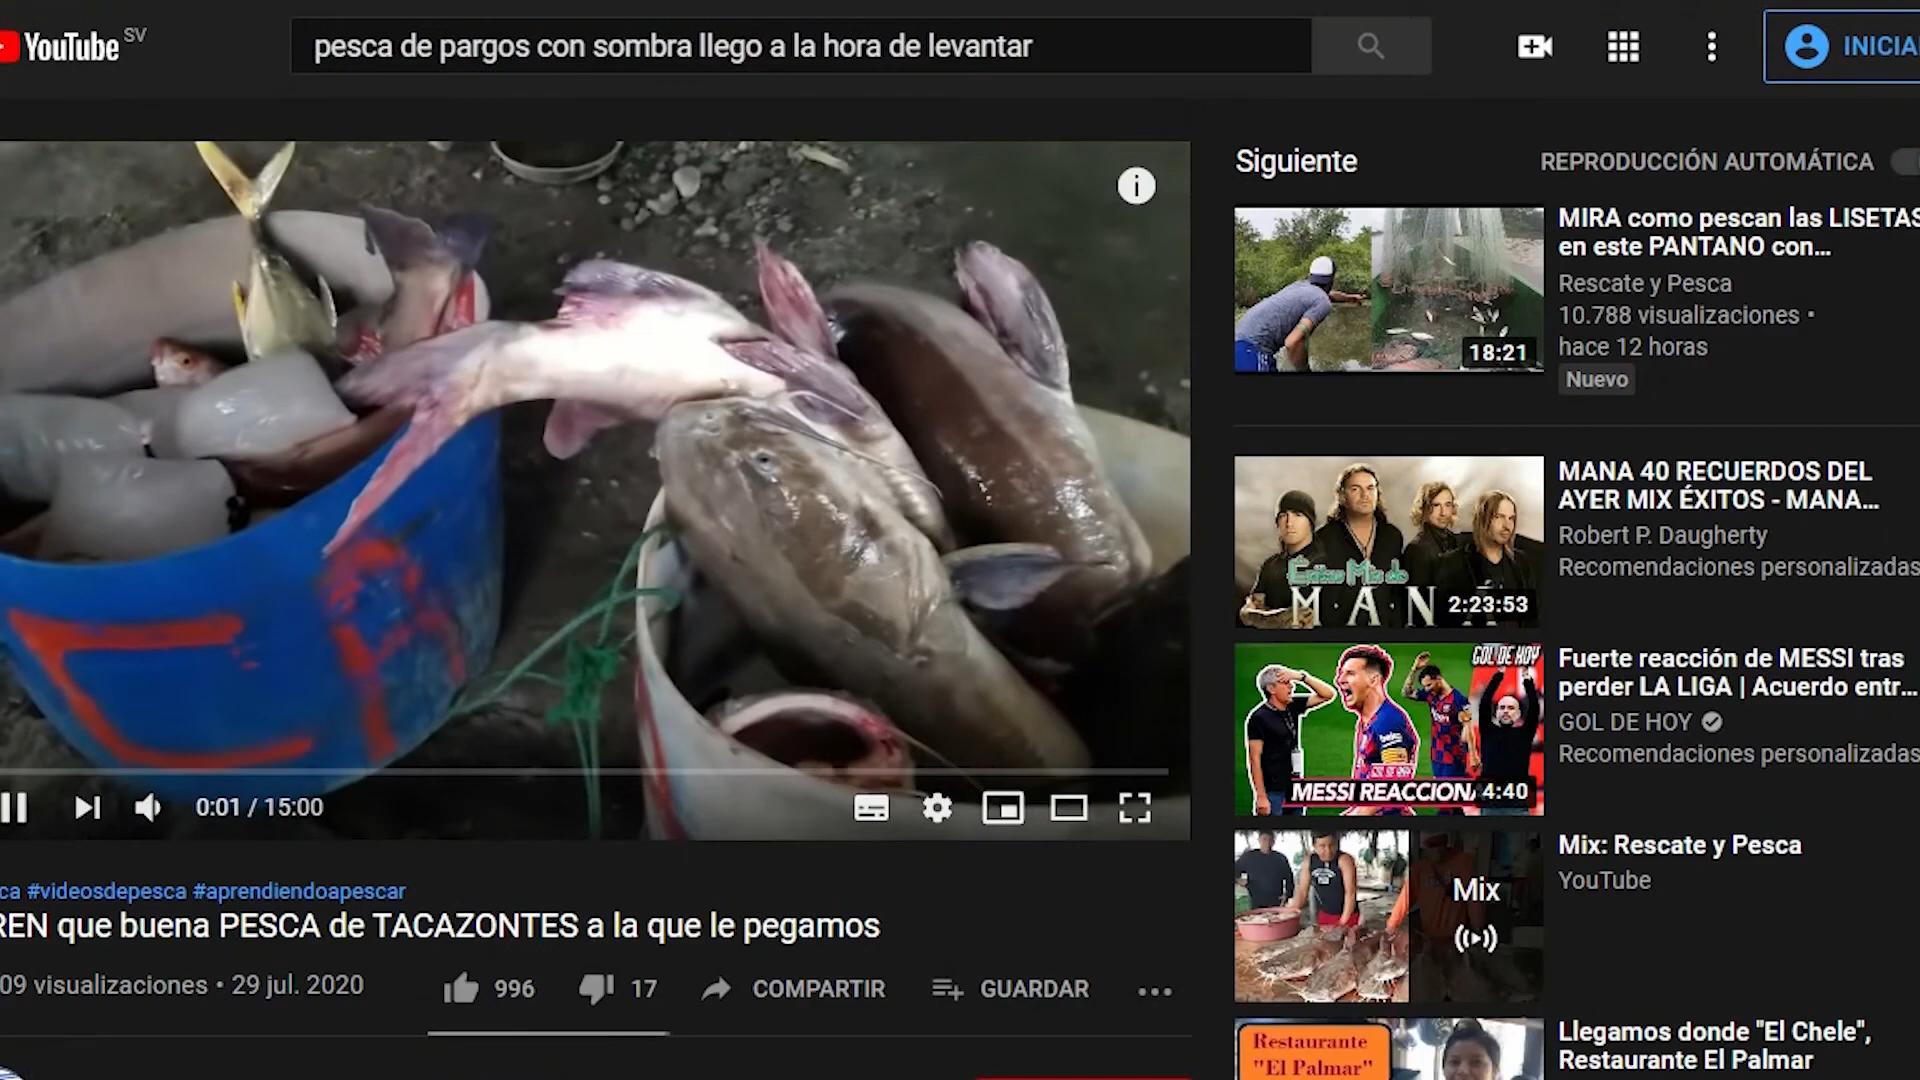 YouTube SV
pesca de pargos con sombra llego a la hora de levantar
INICIA
Siguiente
REPRODUCCIÓN AUTOMÁTICA
MIRA como pescan las LISETAS
en este PANTANO con...
Rescate y Pesca
10.788 visualizaciones •
hace 12 horas
Nuevo
18:21
MANA 40 RECUERDOS DEL
AYER MIX ÉXITOS - MANA...
Robert P. Daugherty
Recomendaciones personalizadas
M·A·N
2:23:53
GOL DE HOY
Fuerte reacción de MESSI tras
perder LA LIGA | Acuerdo entr...
GOL DE HOY
Recomendaciones personalizadas
MESSI REACCIONA
4:40
Mix: Rescate y Pesca
YouTube
Mix
Llegamos donde "El Chele",
Restaurante El Palmar
Restaurante
"El Palmar"
0:01 / 15:00
ca #videosdepesca #aprendiendoapescar
REN que buena PESCA de TACAZONTES a la que le pegamos
09 visualizaciones • 29 jul. 2020
996
17
COMPARTIR
GUARDAR